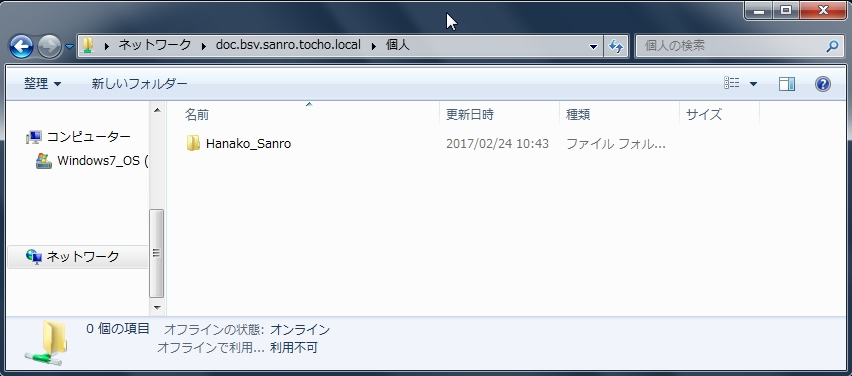 ネットワーク ▸ doc.bsv.sanro.tocho.local ▸ 個人
個人の検索
整理 新しいフォルダー
名前 更新日時 種類 サイズ
コンピューター
Windows7_OS (
Hanako_Sanro 2017/02/24 10:43 ファイル フォル...
ネットワーク
0 個の項目 オフラインの状態: オンライン
オフラインで利用... 利用不可